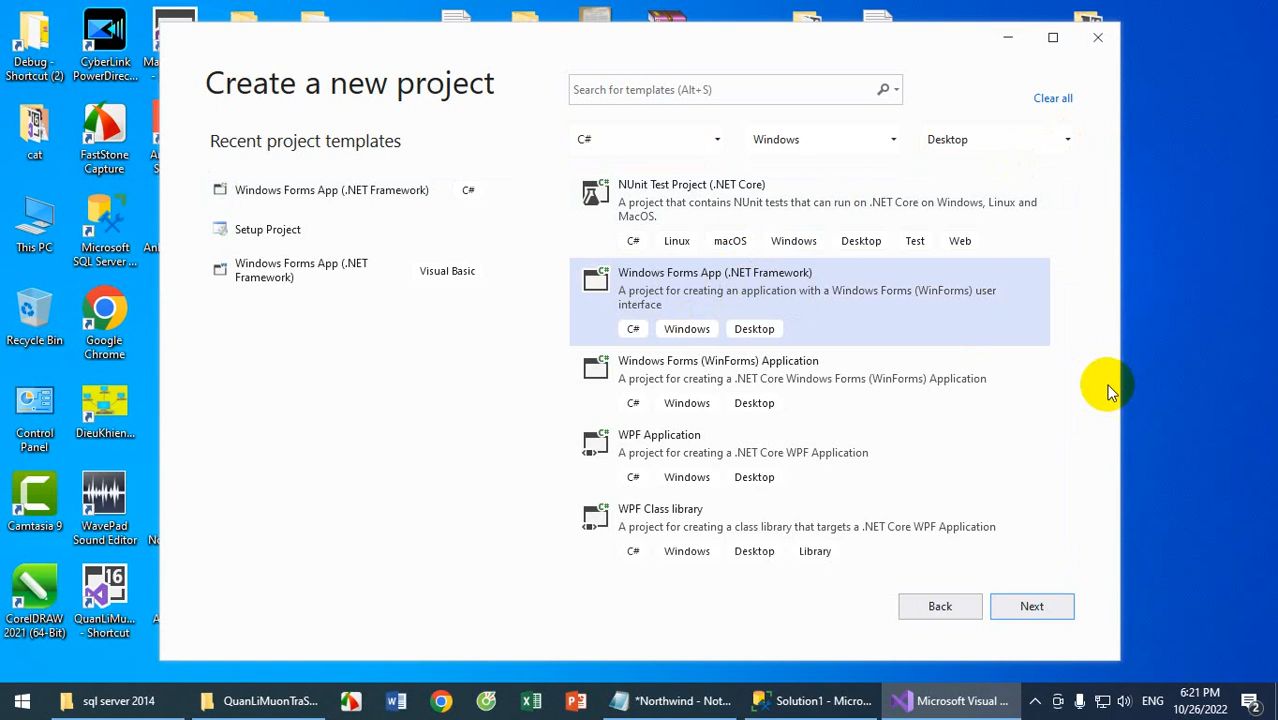 Debug -
Shortcut (2)
CyberLink
PowerDirec...
cat
FastStone
Capture
This PC
Microsoft
SQL Server ...
Recycle Bin
Google
Chrome
Control
Panel
DieuKhien...
Camtasia 9
WavePad
Sound Editor
CorelDRAW
2021 (64-Bit)
16
QuanLiMu...
- Shortcut
Create a new project
Search for templates (Alt+S)
Clear all
Recent project templates
C#
Windows
Desktop
Windows Forms App (.NET Framework)
C#
Setup Project
Windows Forms App (.NET
Framework)
Visual Basic
C#
NUnit Test Project (.NET Core)
A project that contains NUnit tests that can run on .NET Core on Windows, Linux and
MacOS.
C# Linux macOS Windows Desktop Test Web
C#
Windows Forms App (.NET Framework)
A project for creating an application with a Windows Forms (WinForms) user
interface
C# Windows Desktop
C#
Windows Forms (WinForms) Application
A project for creating a .NET Core Windows Forms (WinForms) Application
C# Windows Desktop
C#
WPF Application
A project for creating a .NET Core WPF Application
C# Windows Desktop
C#
WPF Class library
A project for creating a class library that targets a .NET Core WPF Application
C# Windows Desktop Library
Back
Next
sql server 2014
QuanLiMuonTraS...
*Northwind - Not...
Solution1 - Micro...
Microsoft Visual ...
ENG
6:21 PM
10/26/2022
2